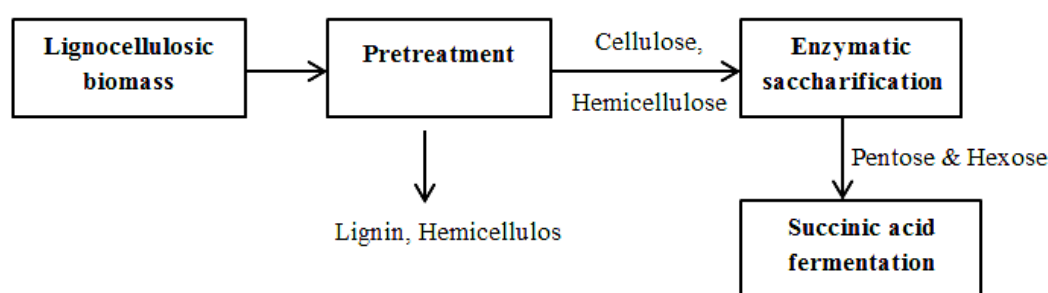 Lignocellulosic
biomass
Pretreatment
Cellulose,
Hemicellulose
Enzymatic
saccharification
Pentose & Hexose
Lignin, Hemicellulos
Succinic acid
fermentation